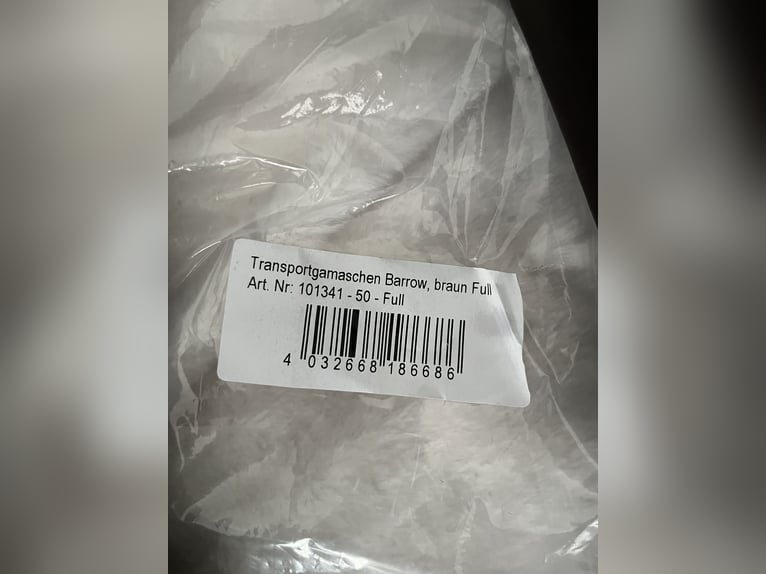 Transportgamaschen Barrow, braun Full
Art. Nr: 101341 - 50 - Full
4 032668 186686